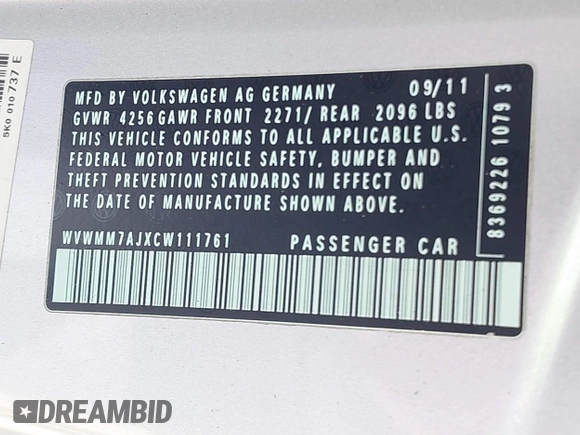 MFD BY VOLKSWAGEN AG GERMANY 09/11
GVWR 4256 GAWR FRONT 2271/ REAR 2096 LBS
THIS VEHICLE CONFORMS TO ALL APPLICABLE U.S.
FEDERAL MOTOR VEHICLE SAFETY, BUMPER AND
THEFT PREVENTION STANDARDS IN EFFECT ON
THE DATE OF MANUFACTURE SHOWN ABOVE.
WVWMM7AJXCW111761 PASSENGER CAR
8369226 1079 3
5K0 010 737 E
DREAMBID